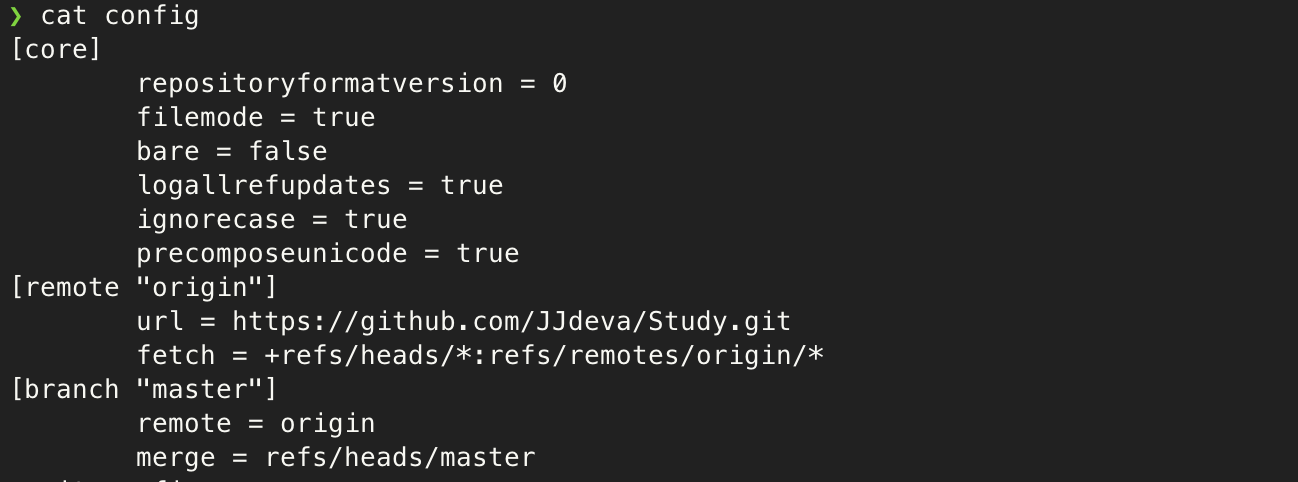 ❯ cat config
[core]
        repositoryformatversion = 0
        filemode = true
        bare = false
        logallrefupdates = true
        ignorecase = true
        precomposeunicode = true
[remote "origin"]
        url = https://github.com/JJdeva/Study.git
        fetch = +refs/heads/*:refs/remotes/origin/*
[branch "master"]
        remote = origin
        merge = refs/heads/master